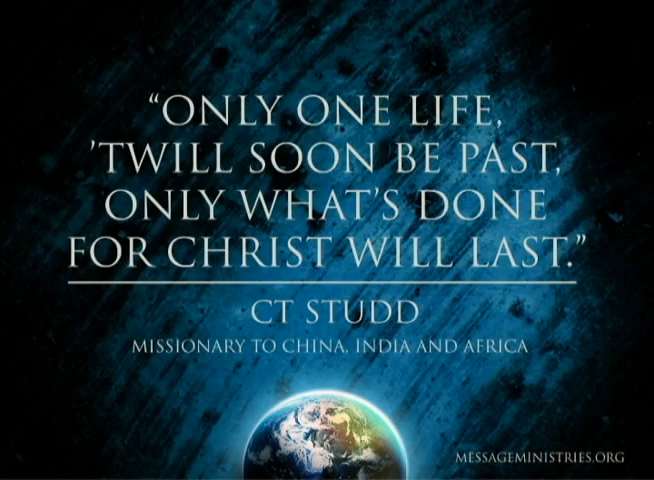 “ONLY ONE LIFE,
’TWILL SOON BE PAST,
ONLY WHAT’S DONE
FOR CHRIST WILL LAST.”
CT STUDD
MISSIONARY TO CHINA, INDIA AND AFRICA
MESSAGEMINISTRIES.ORG